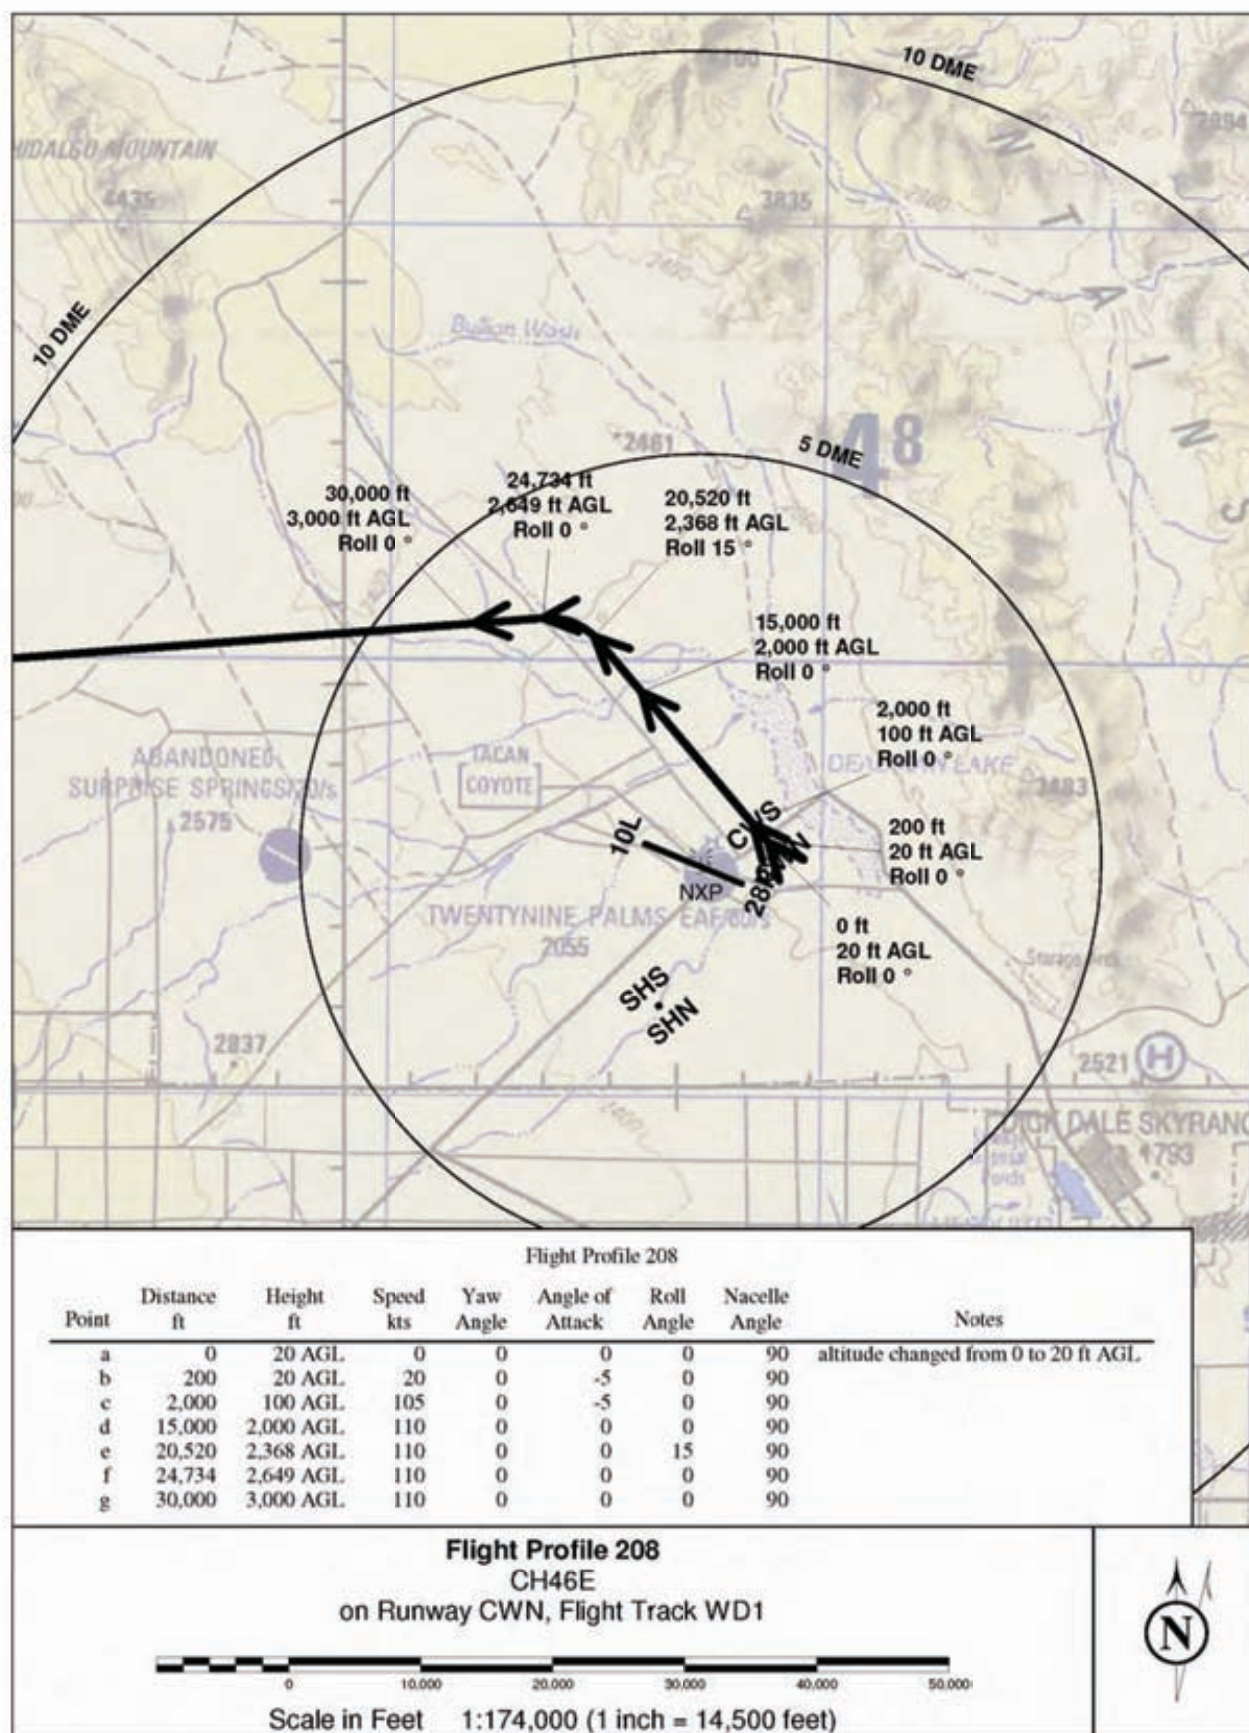 10 DME
HIDALGO MOUNTAIN
4435
3835
10 DME
Bullion Wash
N
T
A
I
N
S
48
2461
5 DME
24,734 ft
2,649 ft AGL
Roll 0 °
30,000 ft
3,000 ft AGL
Roll 0 °
20,520 ft
2,368 ft AGL
Roll 15 °
15,000 ft
2,000 ft AGL
Roll 0 °
2,000 ft
100 ft AGL
Roll 0 °
ABANDONED
SURPRISE SPRINGS
2575
TACAN
COYOTE
LAKE
3483
CWS
10L
200 ft
20 ft AGL
Roll 0 °
NXP
TWENTYNINE PALMS EAF
2055
0 ft
20 ft AGL
Roll 0 °
SHS
SHN
2837
2521 H
DICK DALE SKYRANC
1793
Flight Profile 208
Point Distance ft Height ft Speed kts Yaw Angle Angle of Attack Roll Angle Nacelle Angle Notes
a 0 20 AGL 0 0 0 0 90 altitude changed from 0 to 20 ft AGL
b 200 20 AGL 20 0 -5 0 90
c 2,000 100 AGL 105 0 -5 0 90
d 15,000 2,000 AGL 110 0 0 0 90
e 20,520 2,368 AGL 110 0 0 15 90
f 24,734 2,649 AGL 110 0 0 0 90
g 30,000 3,000 AGL 110 0 0 0 90
Flight Profile 208
CH46E
on Runway CWN, Flight Track WD1
N
0 10,000 20,000 30,000 40,000 50,000
Scale in Feet 1:174,000 (1 inch = 14,500 feet)